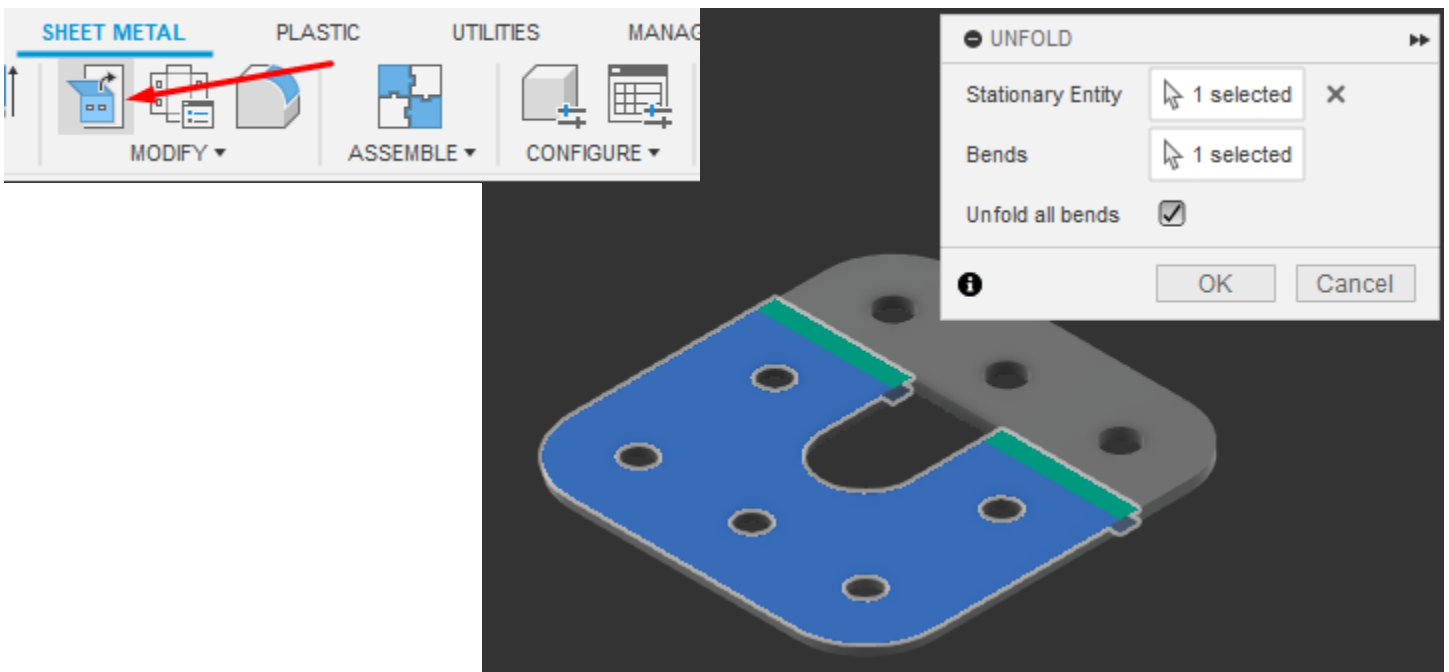 SHEET METAL PLASTIC UTILITIES MANAG
MODIFY ▼ ASSEMBLE ▼ CONFIGURE ▼
UNFOLD
Stationary Entity 1 selected
Bends 1 selected
Unfold all bends
OK Cancel